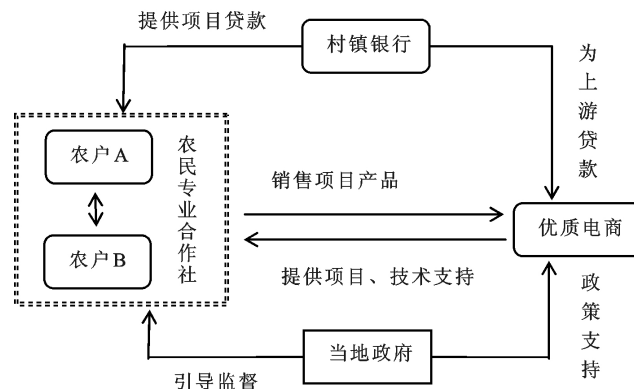 提供项目贷款
村镇银行
为上游贷款
农户A
农民专业合作社
农户B
销售项目产品
优质电商
提供项目、技术支持
政策支持
当地政府
引导监督